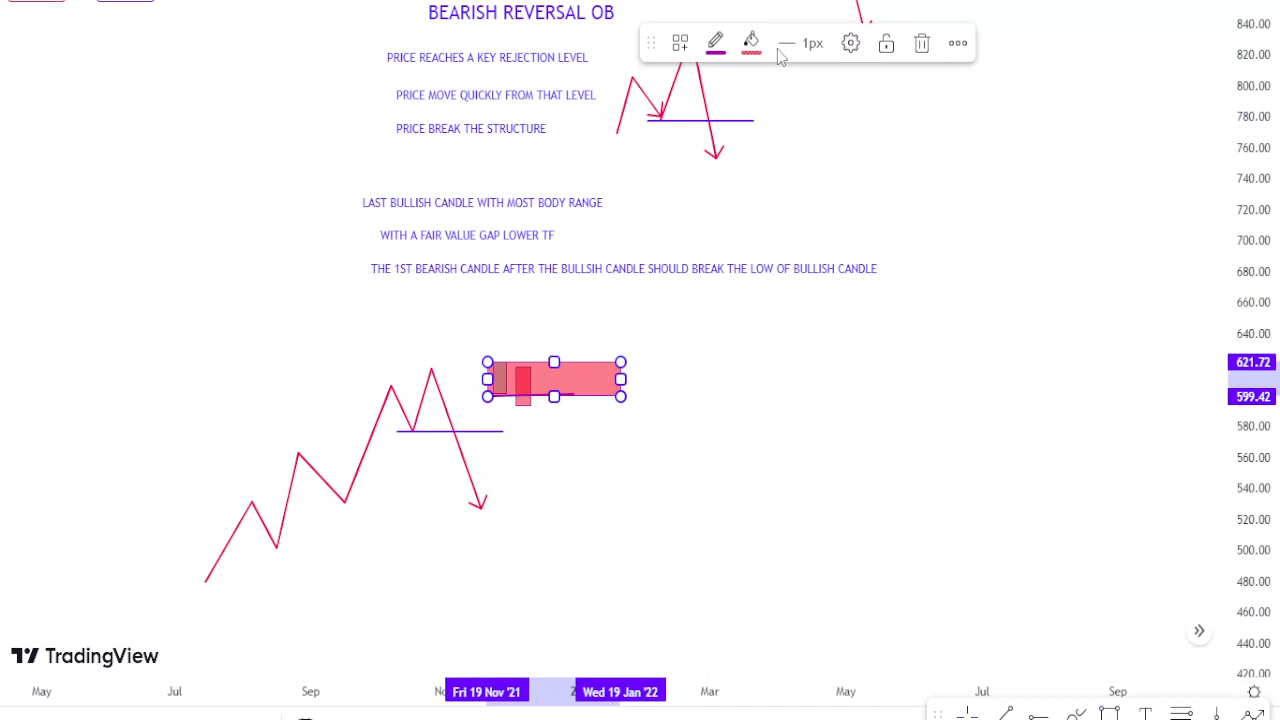 BEARISH REVERSAL OB
PRICE REACHES A KEY REJECTION LEVEL
PRICE MOVE QUICKLY FROM THAT LEVEL
PRICE BREAK THE STRUCTURE
LAST BULLISH CANDLE WITH MOST BODY RANGE
WITH A FAIR VALUE GAP LOWER TF
THE 1ST BEARISH CANDLE AFTER THE BULLSIH CANDLE SHOULD BREAK THE LOW OF BULLISH CANDLE
1px
840.00
820.00
800.00
780.00
760.00
740.00
720.00
700.00
680.00
660.00
640.00
621.72
599.42
580.00
560.00
540.00
520.00
500.00
480.00
460.00
440.00
420.00
TradingView
May Jul Sep Fri 19 Nov '21 Wed 19 Jan '22 Mar May Jul Sep